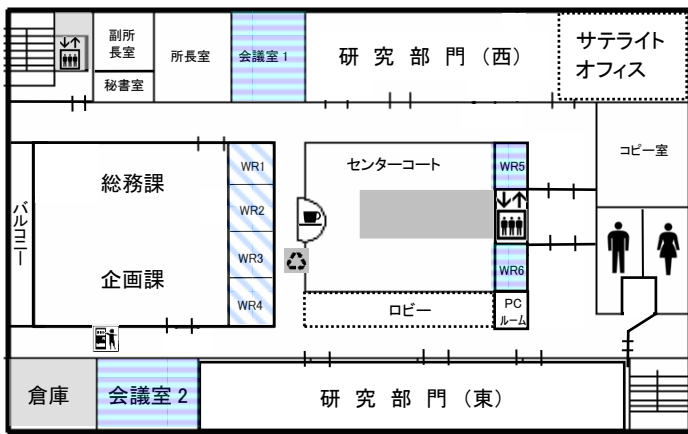 副所
長室
秘書室
所長室
会議室 1
研 究 部 門 (西)
サテライト
オフィス
コピー室
バルコニー
総務課
企画課
WR1
WR2
WR3
WR4
センターコート
WR5
WR6
ロビー
PC
ルーム
倉庫
会議室 2
研 究 部 門 (東)